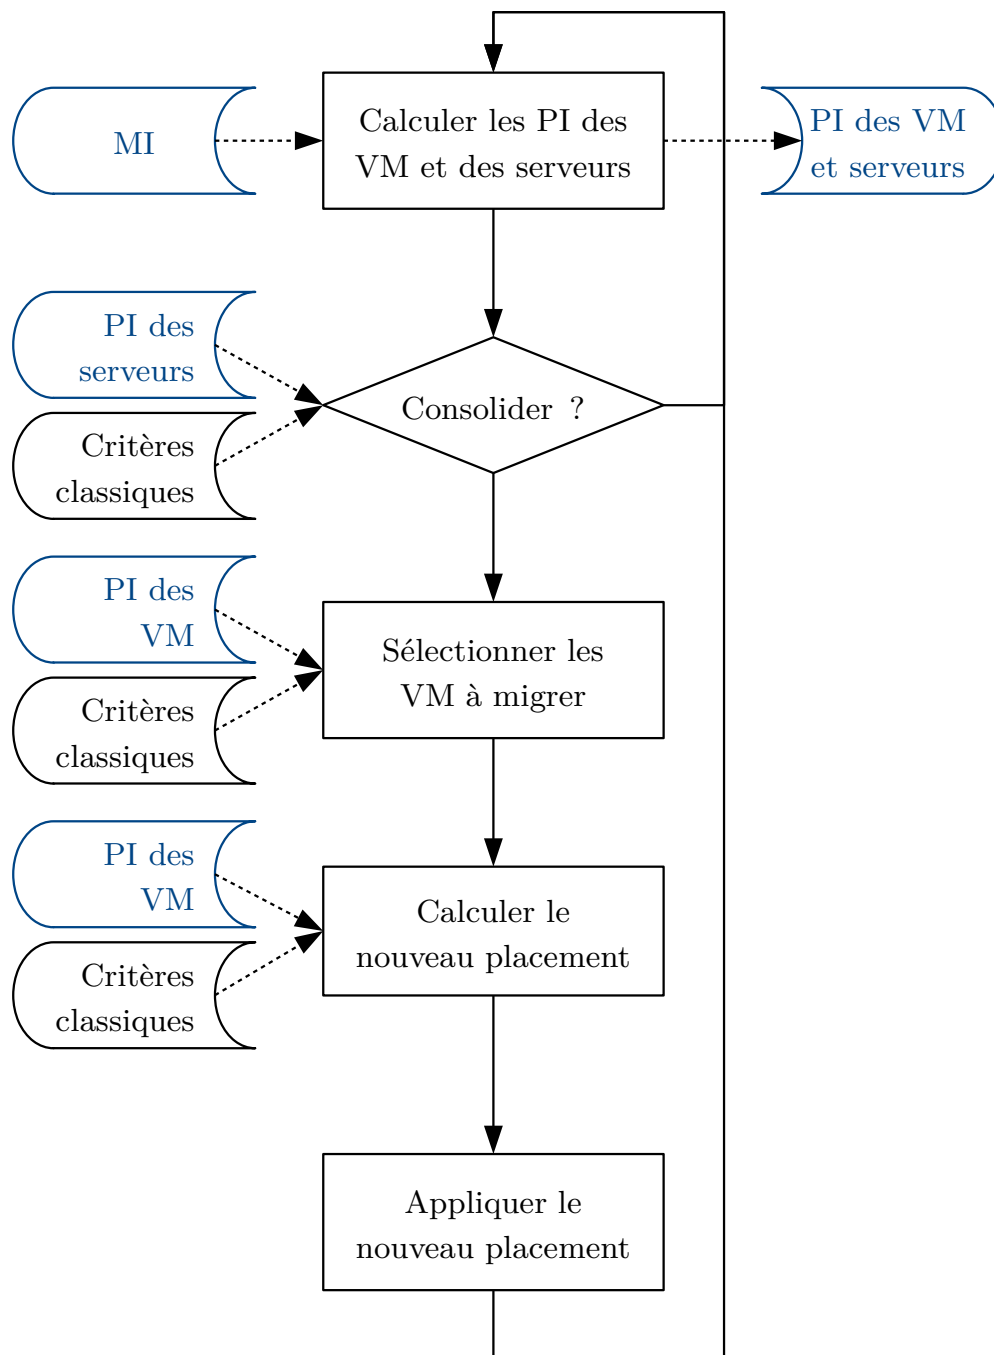 MI
Calculer les PI des
VM et des serveurs
PI des VM
et serveurs
PI des
serveurs
Critères
classiques
Consolider ?
PI des
VM
Critères
classiques
Sélectionner les
VM à migrer
PI des
VM
Critères
classiques
Calculer le
nouveau placement
Appliquer le
nouveau placement